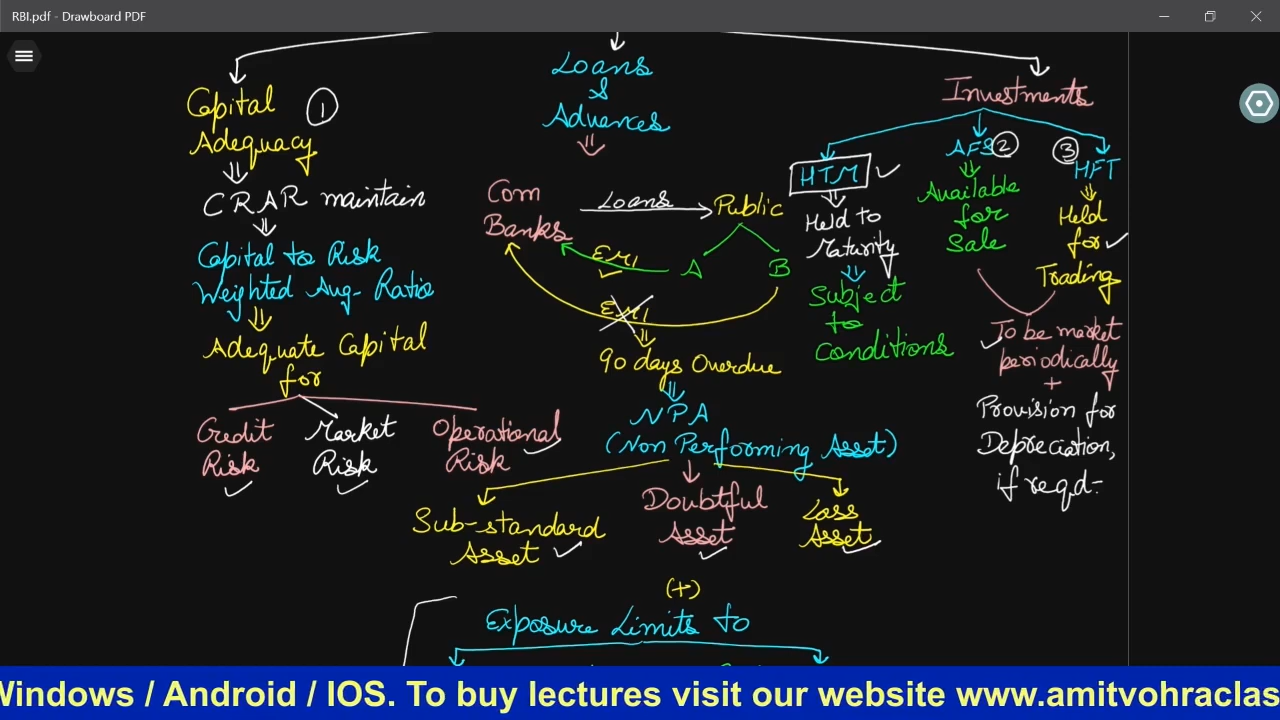 RBI.pdf - Drawboard PDF
Capital
Adequacy
1
CRAR maintain
Capital to Risk
Weighted Aug- Ratio
Adequate Capital
for
Credit
Risk
Market
Risk
Operational
Risk
Loans
&
Advances
Com
Banks
Loans
Public
EMI
A
B
EMI
90 days Overdue
NPA
(Non Performing Asset)
Sub-standard
Asset
Doubtful
Asset
Loss
Asset
(+)
Exposure Limits to
Investments
HTM
Held to
Maturity
Subject
to
Conditions
AFS
2
Available
for
Sale
3
HFT
Held
for
Trading
To be market
periodically
+
Provision for
Depreciation,
if reqd-
Windows / Android / IOS. To buy lectures visit our website www.amitvohraclas